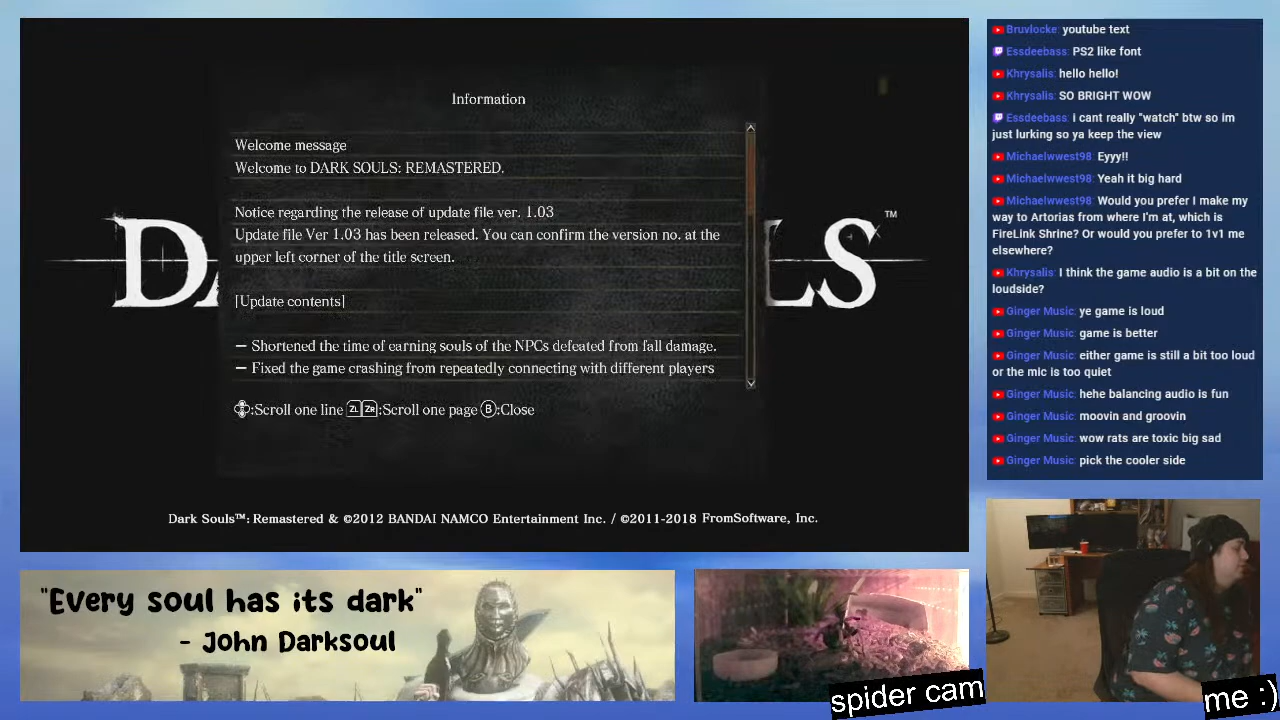 Information
Welcome message
Welcome to DARK SOULS: REMASTERED.
Notice regarding the release of update file ver. 1.03
Update file Ver 1.03 has been released. You can confirm the version no. at the
upper left corner of the title screen.
[Update contents]
— Shortened the time of earning souls of the NPCs defeated from fall damage.
— Fixed the game crashing from repeatedly connecting with different players
:Scroll one line ZL ZR:Scroll one page B:Close
DA LS™
Dark Souls™: Remastered & ©2012 BANDAI NAMCO Entertainment Inc. / ©2011-2018 FromSoftware, Inc.
Bruvlocke: youtube text
Essdeebass: PS2 like font
Khrysalis: hello hello!
Khrysalis: SO BRIGHT WOW
Essdeebass: i cant really "watch" btw so im
just lurking so ya keep the view
Michaelwwest98: Eyyy!!
Michaelwwest98: Yeah it big hard
Michaelwwest98: Would you prefer I make my
way to Artorias from where I'm at, which is
FireLink Shrine? Or would you prefer to 1v1 me
elsewhere?
Khrysalis: I think the game audio is a bit on the
loudside?
Ginger Music: ye game is loud
Ginger Music: game is better
Ginger Music: either game is still a bit too loud
or the mic is too quiet
Ginger Music: hehe balancing audio is fun
Ginger Music: moovin and groovin
Ginger Music: wow rats are toxic big sad
Ginger Music: pick the cooler side
"Every soul has its dark"
- John Darksoul
spider cam
me :)